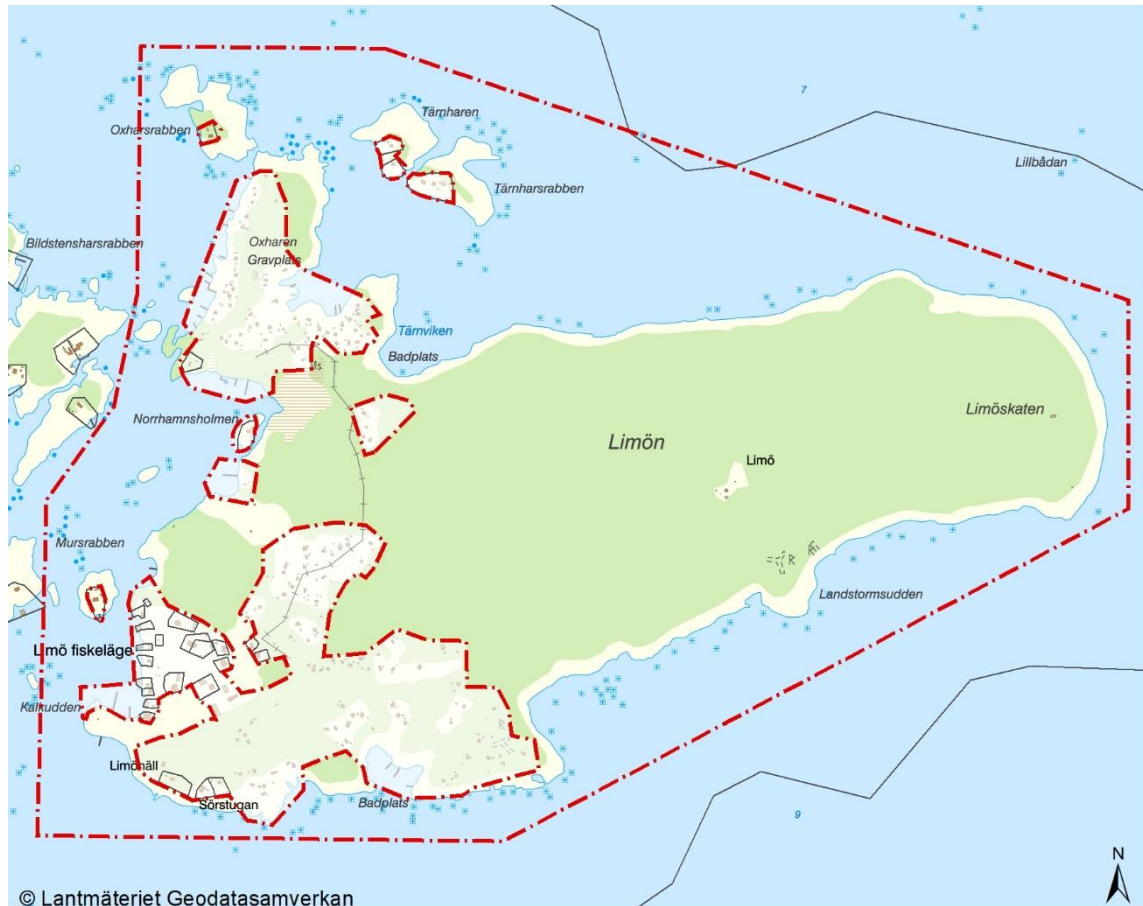 7
Tärnharen
Oxharsrabben
Lillbådan
Tärnharsrabben
Bildstensharsrabben
Oxharen
Gravplats
Tärnviken
Badplats
Ms
Limöskaten
Norrhamnsholmen
Limön
Limö
Mursrabben
R
Landstormsudden
Limö fiskeläge
Kalkudden
R
Limöhäll
Sörstugan
Badplats
9
N
© Lantmäteriet Geodatasamverkan